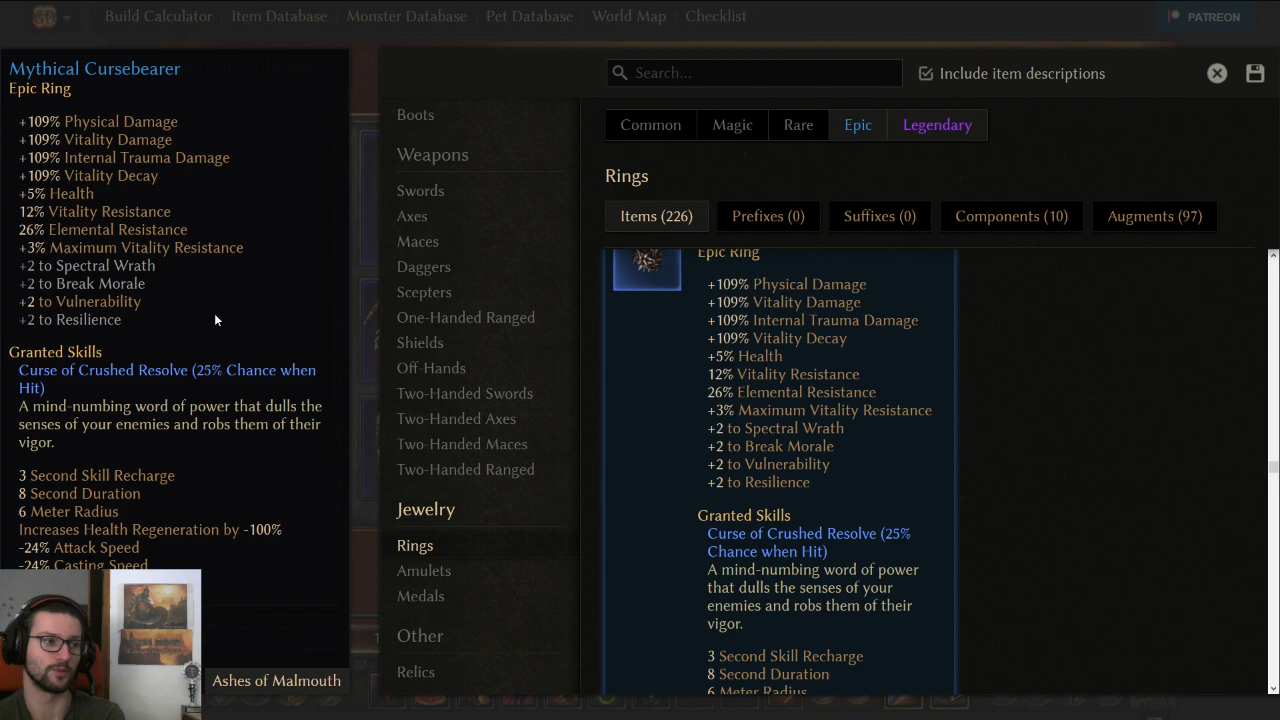 Build Calculator
Item Database
Monster Database
Pet Database
World Map
Checklist
PATREON
Mythical Cursebearer
Epic Ring
+109% Physical Damage
+109% Vitality Damage
+109% Internal Trauma Damage
+109% Vitality Decay
+5% Health
12% Vitality Resistance
26% Elemental Resistance
+3% Maximum Vitality Resistance
+2 to Spectral Wrath
+2 to Break Morale
+2 to Vulnerability
+2 to Resilience
Granted Skills
Curse of Crushed Resolve (25% Chance when
Hit)
A mind-numbing word of power that dulls the
senses of your enemies and robs them of their
vigor.
3 Second Skill Recharge
8 Second Duration
6 Meter Radius
Increases Health Regeneration by -100%
-24% Attack Speed
-24% Casting Speed
Ashes of Malmouth
Boots
Weapons
Swords
Axes
Maces
Daggers
Scepters
One-Handed Ranged
Shields
Off-Hands
Two-Handed Swords
Two-Handed Axes
Two-Handed Maces
Two-Handed Ranged
Jewelry
Rings
Amulets
Medals
Other
Relics
Search...
Include item descriptions
Common
Magic
Rare
Epic
Legendary
Rings
Items (226)
Prefixes (0)
Suffixes (0)
Components (10)
Augments (97)
Epic Ring
+109% Physical Damage
+109% Vitality Damage
+109% Internal Trauma Damage
+109% Vitality Decay
+5% Health
12% Vitality Resistance
26% Elemental Resistance
+3% Maximum Vitality Resistance
+2 to Spectral Wrath
+2 to Break Morale
+2 to Vulnerability
+2 to Resilience
Granted Skills
Curse of Crushed Resolve (25%
Chance when Hit)
A mind-numbing word of power
that dulls the senses of your
enemies and robs them of their
vigor.
3 Second Skill Recharge
8 Second Duration
6 Meter Radius